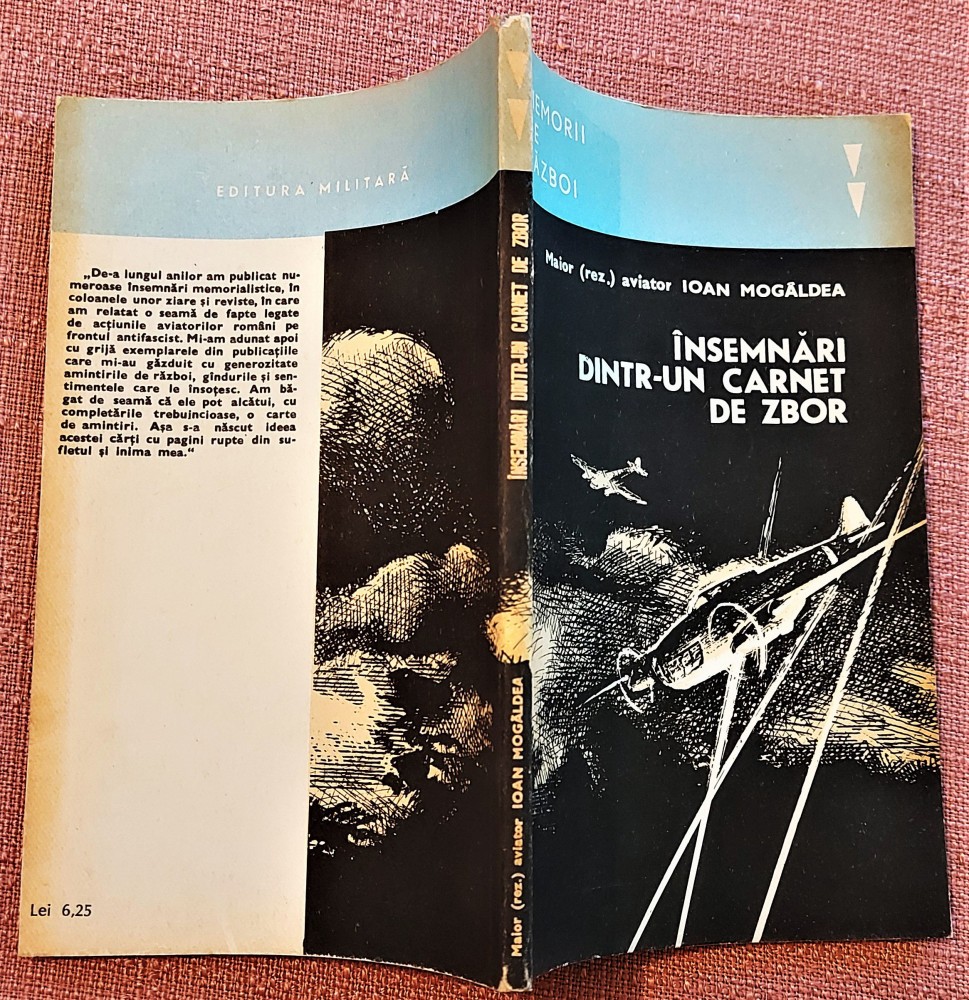 EDITURA MILITARĂ
„De-a lungul anilor am publicat nu-
meroase însemnări memorialistice, în
coloanele unor ziare și reviste, în care
am relatat o seamă de fapte legate
de acțiunile aviatorilor români pe
frontul antifascist. Mi-am adunat apoi
cu grijă exemplarele din publicațiile
care mi-au găzduit cu generozitate
amintirile de război, gîndurile și sen-
timentele care le însoțesc. Am bă-
gat de seamă că ele pot alcătui, cu
completările trebuincioase, o carte
de amintiri. Așa s-a născut ideea
acestei cărți cu pagini rupte din su-
fletul și inima mea.“
Lei 6,25
ÎNSEMNĂRI DINTR-UN CARNET DE ZBOR
Maior (rez.) aviator IOAN MOGÂLDEA
MEMORII
DE
RĂZBOI
Maior (rez.) aviator IOAN MOGÂLDEA
ÎNSEMNĂRI
DINTR-UN CARNET
DE ZBOR